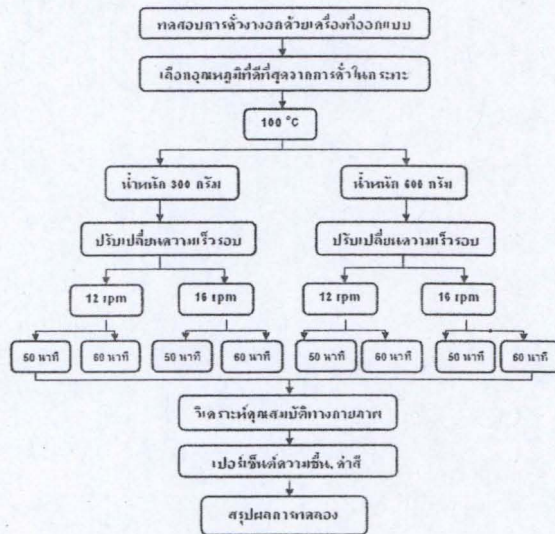 ทดสอบการคั่วงางอกด้วยเครื่องที่ออกแบบ
เลือกอุณหภูมิที่ดีที่สุดจากการคั่วในกระทะ
100 °C
น้ำหนัก 300 กรัม
น้ำหนัก 600 กรัม
ปรับเปลี่ยนความเร็วรอบ
ปรับเปลี่ยนความเร็วรอบ
12 rpm
16 rpm
12 rpm
16 rpm
50 นาที
60 นาที
50 นาที
60 นาที
50 นาที
60 นาที
50 นาที
60 นาที
วิเคราะห์คุณสมบัติทางกายภาพ
เปอร์เซ็นต์ความชื้น, ค่าสี
สรุปผลการทดลอง